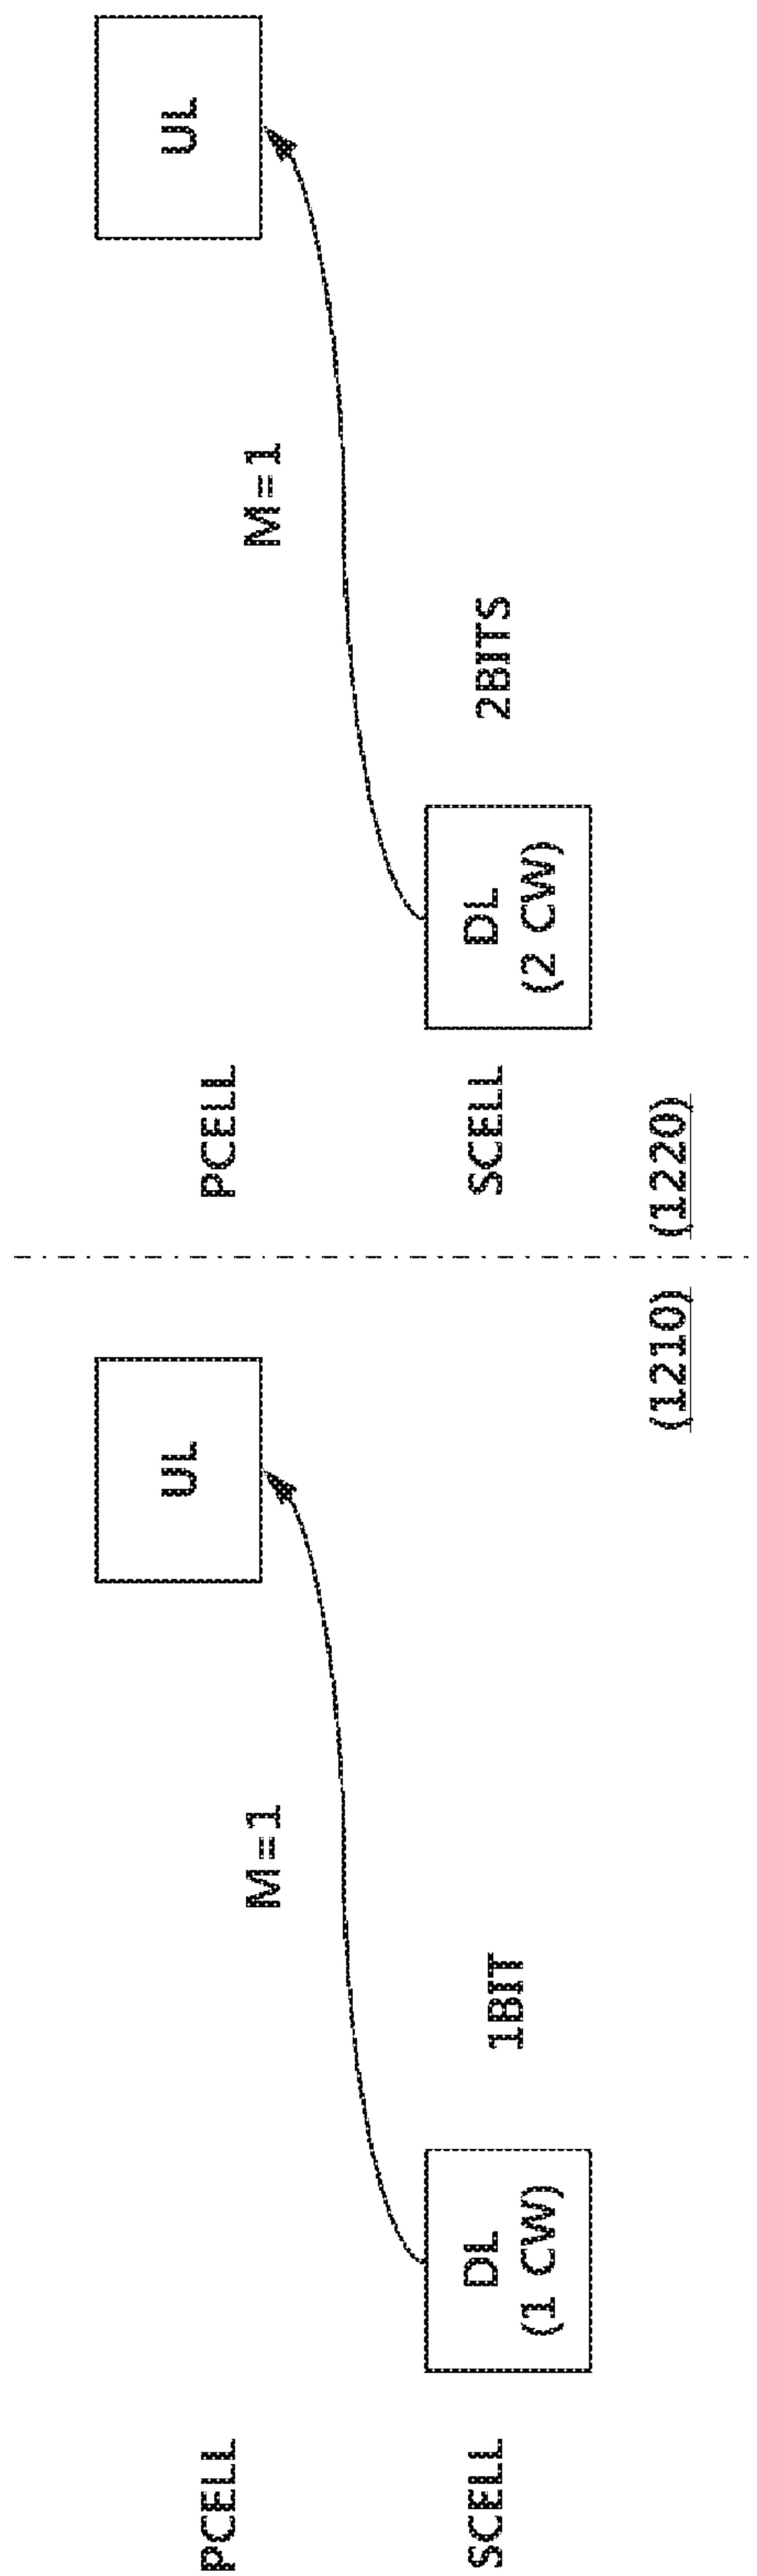 PCELL
M=1
UL
SCELL
DL
(1 CW)
1BIT
(1210)
PCELL
M=1
UL
SCELL
DL
(2 CW)
2BITS
(1220)